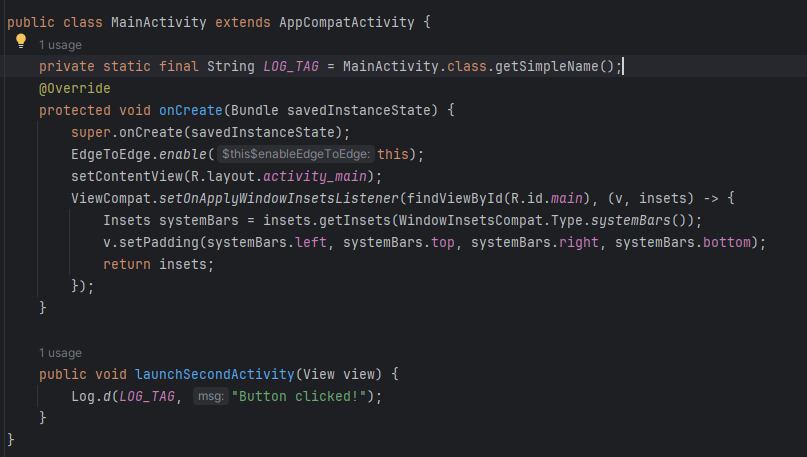 public class MainActivity extends AppCompatActivity {
1 usage
private static final String LOG_TAG = MainActivity.class.getSimpleName();
@Override
protected void onCreate(Bundle savedInstanceState) {
super.onCreate(savedInstanceState);
EdgeToEdge.enable( $this$enableEdgeToEdge: this);
setContentView(R.layout.activity_main);
ViewCompat.setOnApplyWindowInsetsListener(findViewById(R.id.main), (v, insets) -> {
Insets systemBars = insets.getInsets(WindowInsetsCompat.Type.systemBars());
v.setPadding(systemBars.left, systemBars.top, systemBars.right, systemBars.bottom);
return insets;
});
}
1 usage
public void launchSecondActivity(View view) {
Log.d(LOG_TAG, msg: "Button clicked!");
}
}